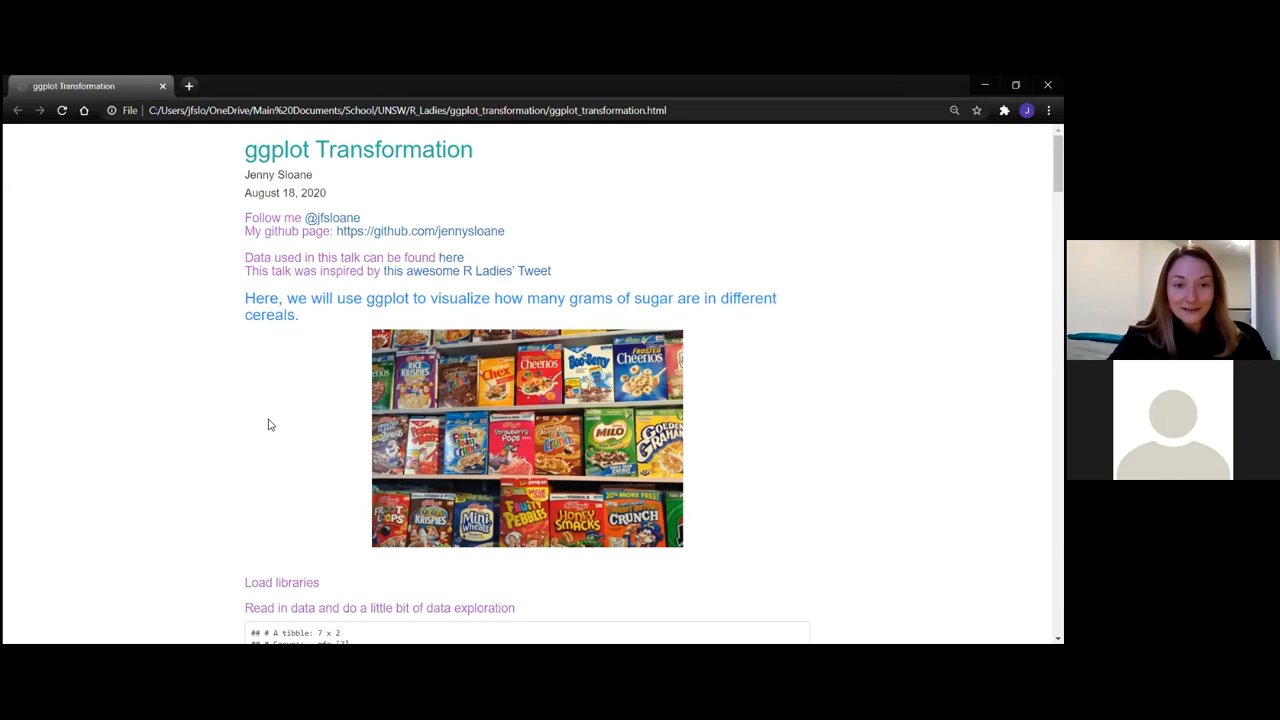 ggplot Transformation
File
C:/Users/jfslo/OneDrive/Main%20Documents/School/UNSW/R_Ladies/ggplot_transformation/ggplot_transformation.html
J
ggplot Transformation
Jenny Sloane
August 18, 2020
Follow me @jfsloane
My github page: https://github.com/jennysloane
Data used in this talk can be found here
This talk was inspired by this awesome R Ladies' Tweet
Here, we will use ggplot to visualize how many grams of sugar are in different
cereals.
RICE KRISPIES
Chex
Cheerios
Boo Berry
FROSTED
Cheerios
Strawberry
Pops
MILO
GOLDEN
GRAHAM
KRISPIES
Mini
Wheats
FRUITY
PEBBLES
HONEY
SMACKS
20% MORE FREE!
CRUNCH
Load libraries
Read in data and do a little bit of data exploration
## # A tibble: 7 x 2